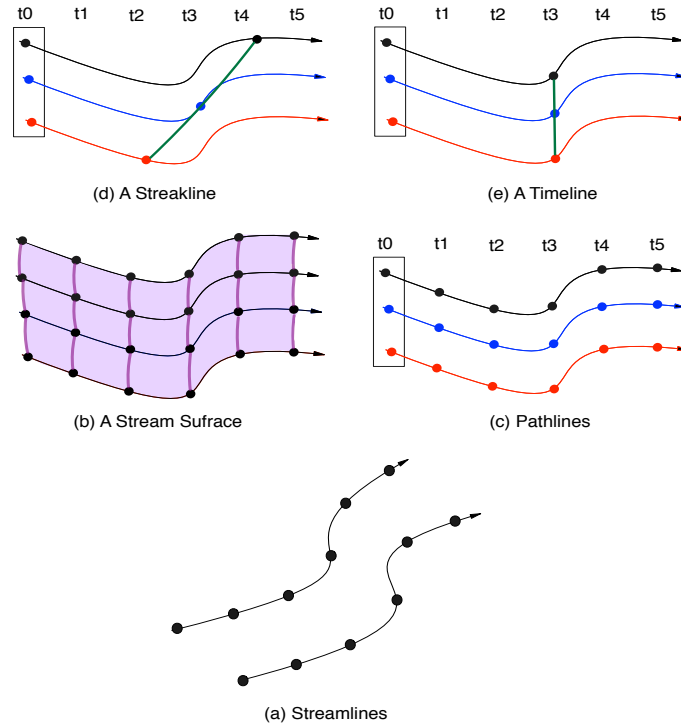 t0 t1 t2 t3 t4 t5
(d) A Streakline
t0 t1 t2 t3 t4 t5
(e) A Timeline
(b) A Stream Sufrace
t0 t1 t2 t3 t4 t5
(c) Pathlines
(a) Streamlines